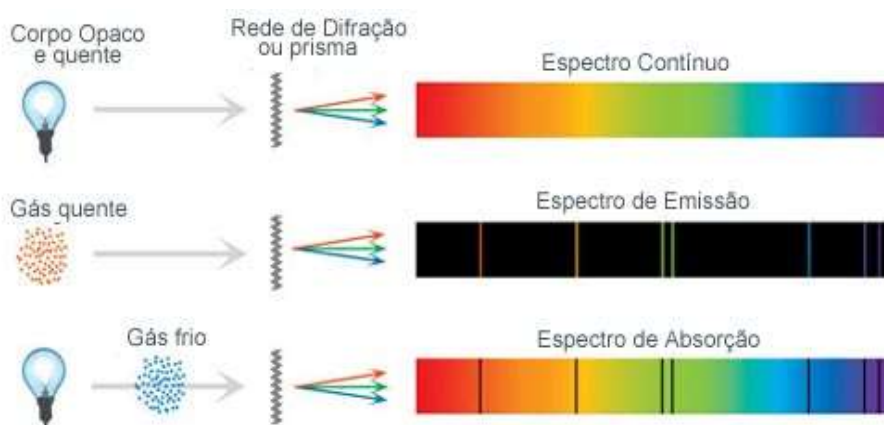 Corpo Opaco
e quente
Rede de Difração
ou prisma
Espectro Contínuo
Gás quente
Espectro de Emissão
Gás frio
Espectro de Absorção